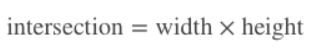 intersection = width × height